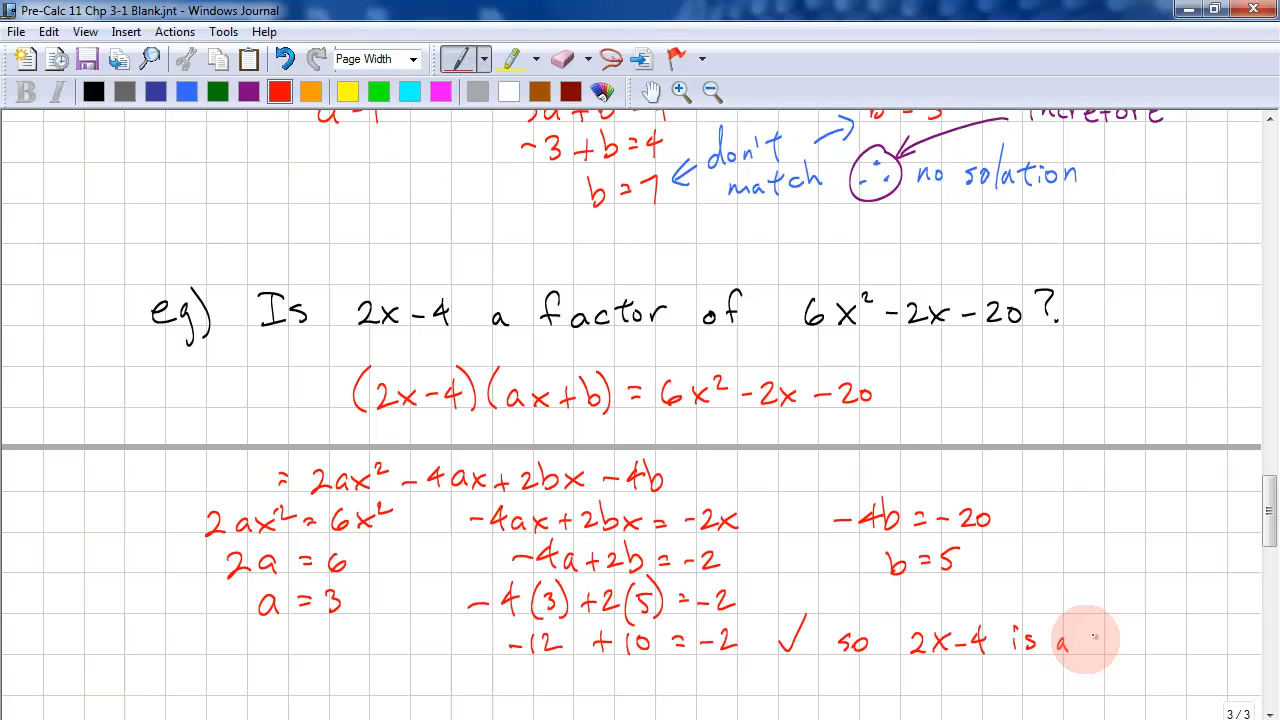 Pre-Calc 11 Chp 3-1 Blank.jnt - Windows Journal
File Edit View Insert Actions Tools Help
Page Width
therefore
-3 + b = 4
don't match
∴ no solution
b = 7
eg) Is 2x-4 a factor of 6x² - 2x - 20?
(2x-4)(ax+b) = 6x² - 2x - 20
= 2ax² - 4ax + 2bx - 4b
2ax² = 6x² -4ax + 2bx = -2x -4b = -20
2a = 6 -4a + 2b = -2 b = 5
a = 3 -4(3) + 2(5) = -2
-12 + 10 = -2 ✓ so 2x-4 is a
3/3